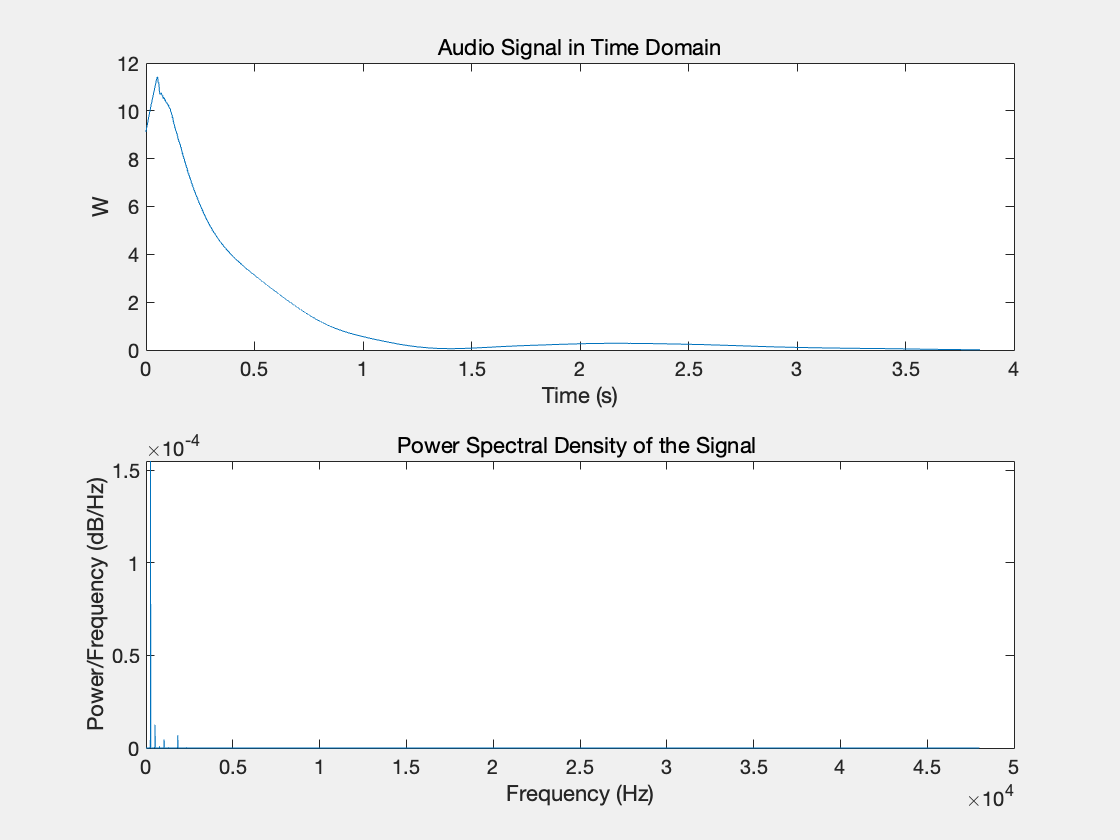 Audio Signal in Time Domain
12
10
8
6
4
2
0
W
0 0.5 1 1.5 2 2.5 3 3.5 4
Time (s)
Power Spectral Density of the Signal
×10-4
1.5
1
0.5
0
Power/Frequency (dB/Hz)
0 0.5 1 1.5 2 2.5 3 3.5 4 4.5 5
Frequency (Hz)
×104